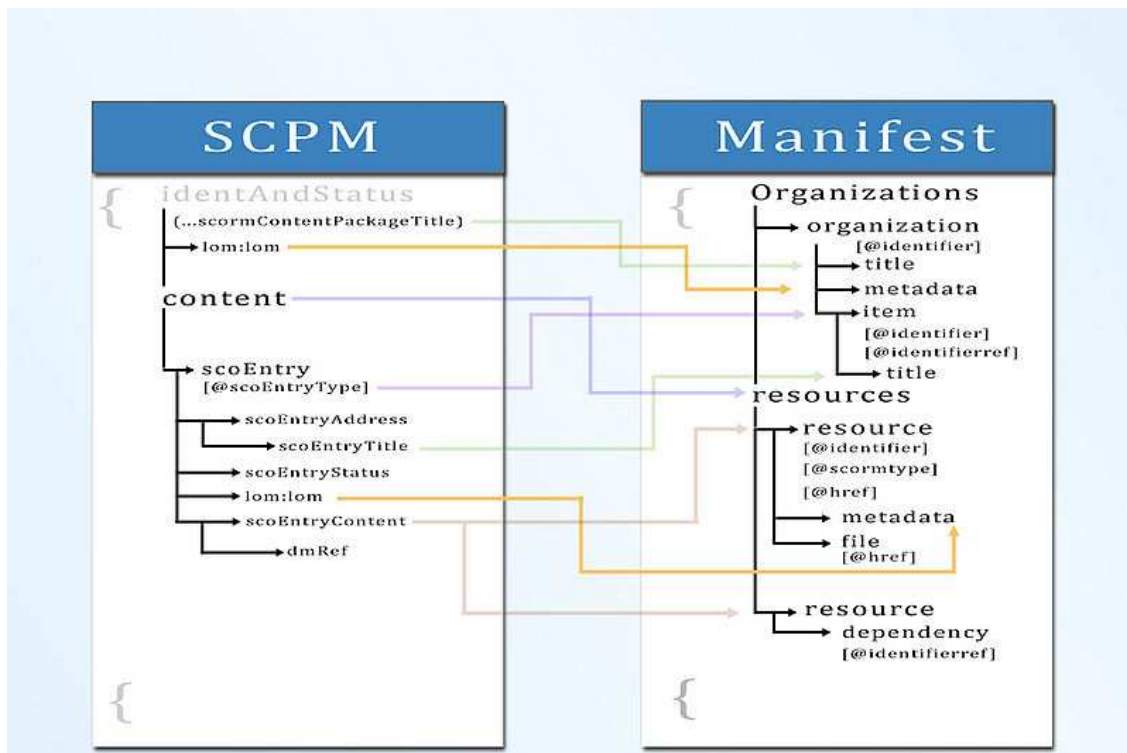 SCPM
{
identAndStatus
(...scormContentPackageTitle)
lom:lom
content
scoEntry
[@scoEntryType]
scoEntryAddress
scoEntryTitle
scoEntryStatus
lom:lom
scoEntryContent
dmRef
{
Manifest
{
Organizations
organization
[@identifier]
title
metadata
item
[@identifier]
[@identifierref]
title
resources
resource
[@identifier]
[@scormtype]
[@href]
metadata
file
[@href]
resource
dependency
[@identifierref]
{